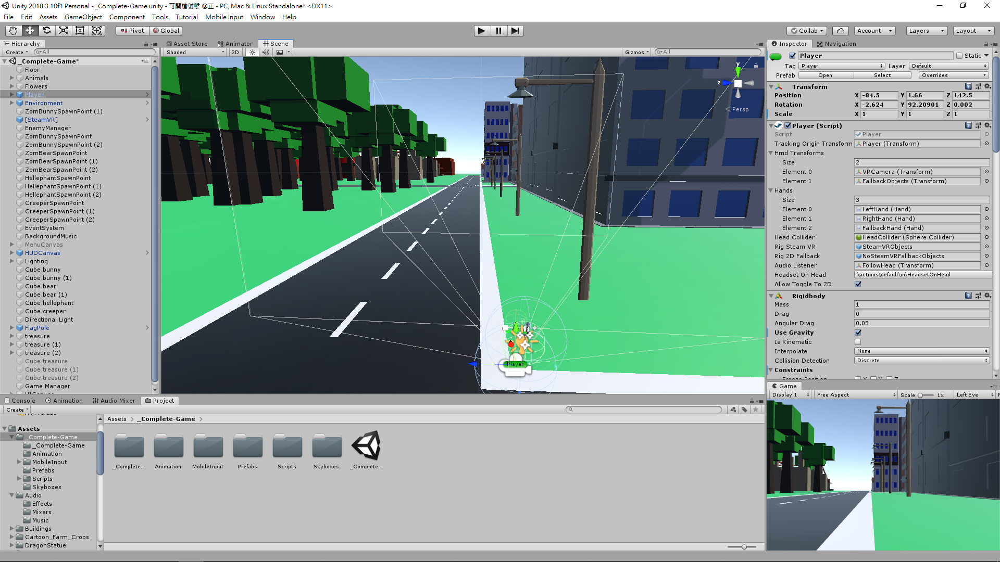 Unity 2018.3.10f1 Personal - _Complete-Game.unity - 可開槍射擊 @正 - PC, Mac & Linux Standalone* <DX11>
File Edit Assets GameObject Component Tools Tutorial Mobile Input Window Help
Pivot Global Collab Account Layers Layout
Hierarchy
Create All
_Complete-Game*
Floor
Animals
Flowers
Player
Environment
ZomBunnySpawnPoint (1)
[SteamVR]
EnemyManager
ZomBunnySpawnPoint
ZomBunnySpawnPoint (2)
ZomBearSpawnPoint
ZomBearSpawnPoint (1)
ZomBearSpawnPoint (2)
HellephantSpawnPoint
HellephantSpawnPoint (1)
HellephantSpawnPoint (2)
CreeperSpawnPoint
CreeperSpawnPoint (1)
CreeperSpawnPoint (2)
EventSystem
BackgroundMusic
MenuCanvas
HUDCanvas
Lighting
Cube.bunny
Cube.bunny (1)
Cube.bear
Cube.bear (1)
Cube.hellephant
Cube.creeper
Directional Light
FlagPole
treasure
treasure (1)
treasure (2)
Cube.treasure
Cube.treasure (1)
Cube.treasure (2)
Game Manager
Asset Store Animator Scene
Shaded 2D Gizmos All
y
z
Persp
Player
Inspector Navigation
Player Static
Tag Player Layer Default
Prefab Open Select Overrides
Transform
Position X -84.5 Y 1.66 Z 142.5
Rotation X -2.624 Y 92.20901 Z 0.002
Scale X 1 Y 1 Z 1
Player (Script)
Script Player
Tracking Origin Transform Player (Transform)
Hmd Transforms
Size 2
Element 0 VRCamera (Transform)
Element 1 FallbackObjects (Transform)
Hands
Size 3
Element 0 LeftHand (Hand)
Element 1 RightHand (Hand)
Element 2 FallbackHand (Hand)
Head Collider HeadCollider (Sphere Collider)
Rig Steam VR SteamVRObjects
Rig 2D Fallback NoSteamVRFallbackObjects
Audio Listener FollowHead (Transform)
Headset On Head \actions\default\in\HeadsetOnHead
Allow Toggle To 2D
Rigidbody
Mass 1
Drag 0
Angular Drag 0.05
Use Gravity
Is Kinematic
Interpolate None
Collision Detection Discrete
Constraints
Freeze Position X Y Z
Game
Display 1 Free Aspect Scale 1x Left Eye
Console Animation Audio Mixer Project
Create
Assets
_Complete-Game
_Complete-Game
Animation
MobileInput
Prefabs
Scripts
Skyboxes
Audio
Effects
Mixers
Music
Buildings
Cartoon_Farm_Crops
DragonStatue
Assets > _Complete-Game >
_Complete... Animation MobileInput Prefabs Scripts Skyboxes _Complete...